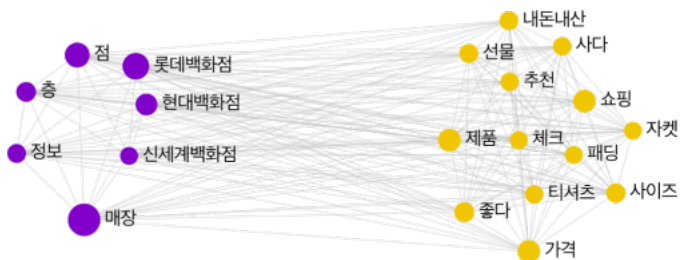 점
롯데백화점
층
현대백화점
정보
신세계백화점
매장
내돈내산
선물
사다
추천
쇼핑
자켓
제품
체크
패딩
티셔츠
사이즈
좋다
가격